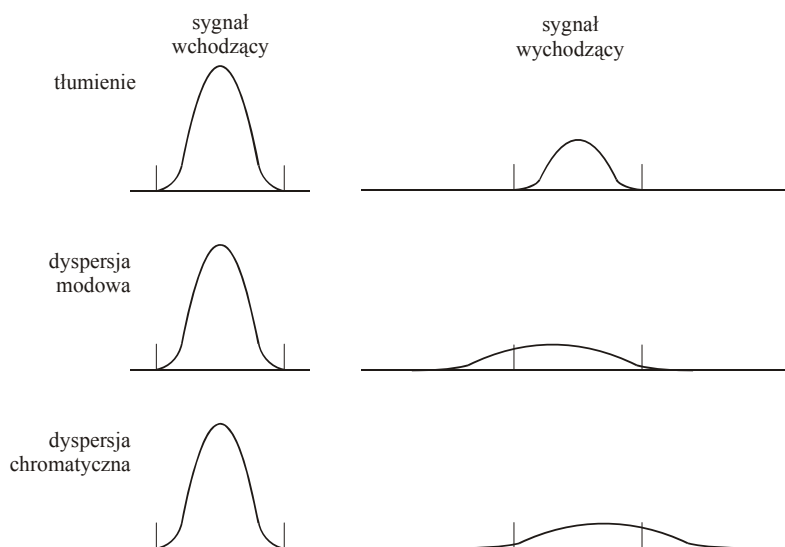 sygnał
wchodzący
sygnał
wychodzący
tłumienie
dyspersja
modowa
dyspersja
chromatyczna